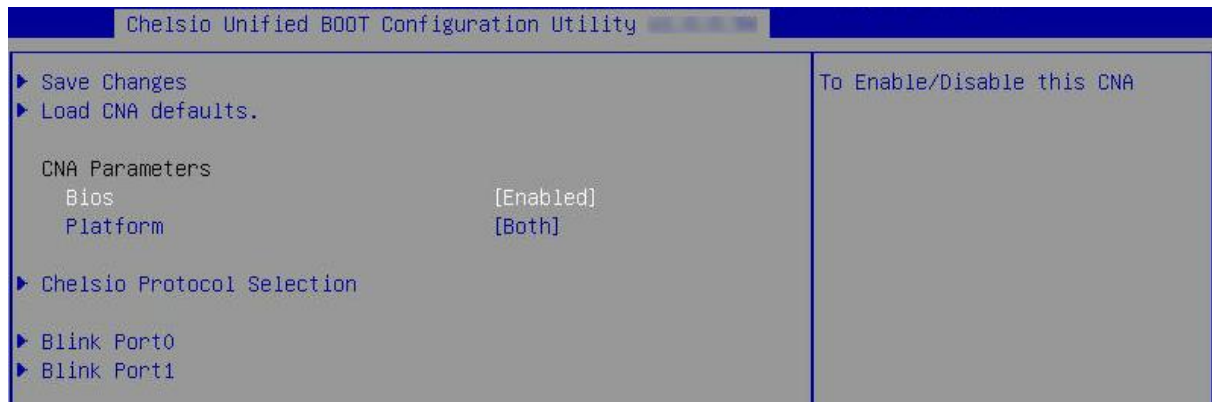 Chelsio Unified BOOT Configuration Utility
Save Changes
Load CNA defaults.
CNA Parameters
Bios [Enabled]
Platform [Both]
Chelsio Protocol Selection
Blink Port0
Blink Port1
To Enable/Disable this CNA